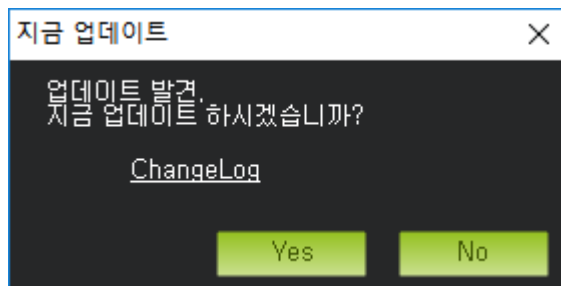 지금 업데이트
업데이트 발견.
지금 업데이트 하시겠습니까?
ChangeLog
Yes
No